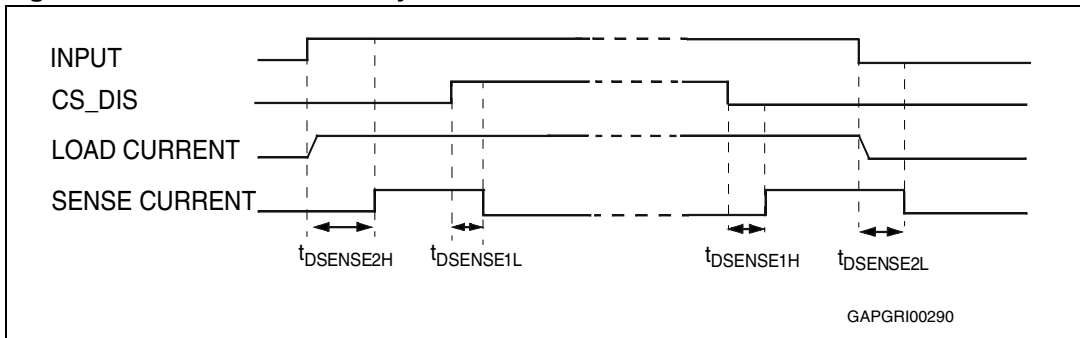 INPUT
CS_DIS
LOAD CURRENT
SENSE CURRENT
tDSENSE2H tDSENSE1L tDSENSE1H tDSENSE2L
GAPGRI00290